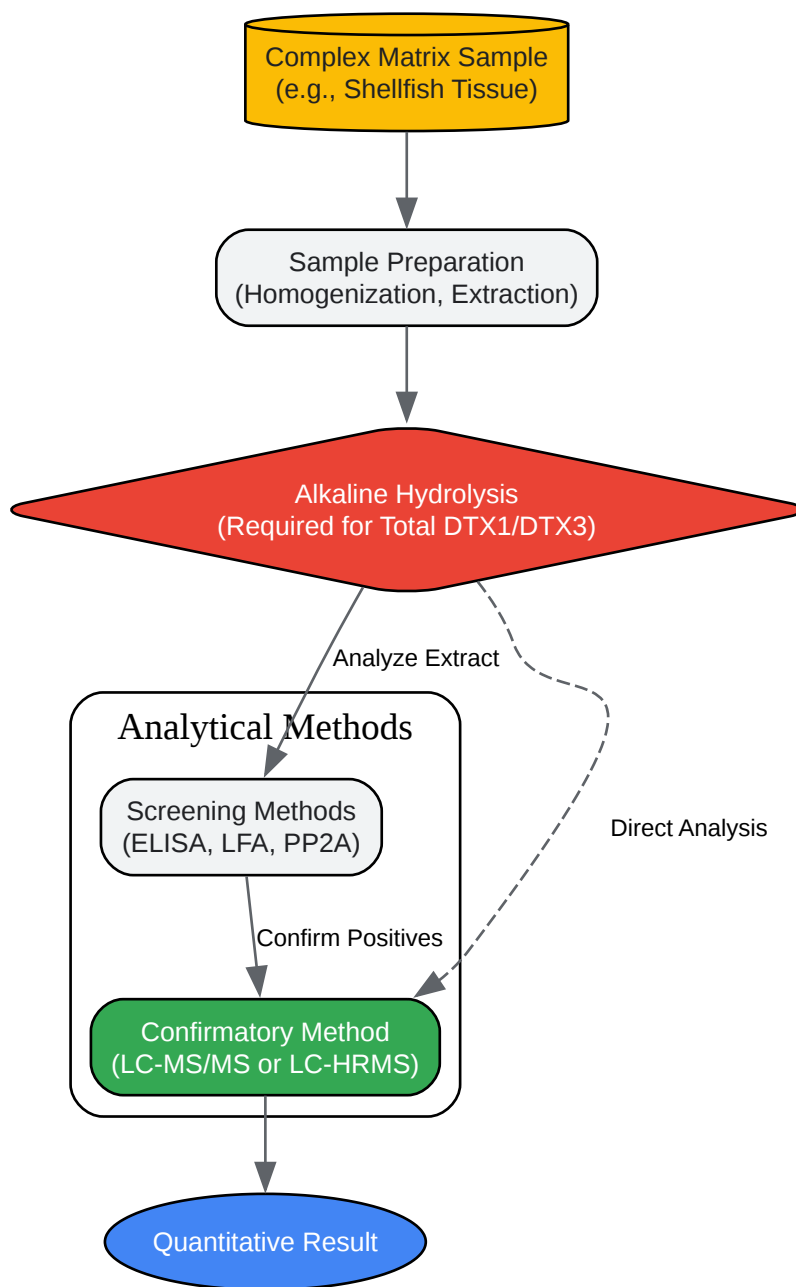 Complex Matrix Sample
(e.g., Shellfish Tissue)
Sample Preparation
(Homogenization, Extraction)
Alkaline Hydrolysis
(Required for Total DTX1/DTX3)
Analyze Extract
Analytical Methods
Screening Methods
(ELISA, LFA, PP2A)
Direct Analysis
Confirm Positives
Confirmatory Method
(LC-MS/MS or LC-HRMS)
Quantitative Result